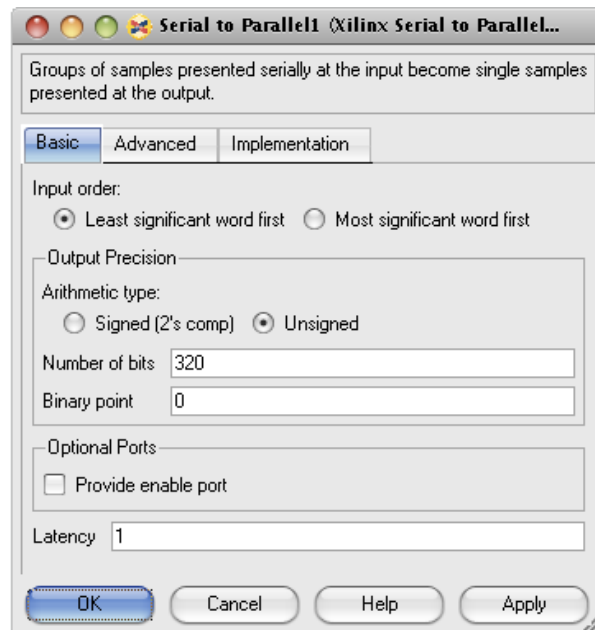 Serial to Parallel1 (Xilinx Serial to Parallel...
Groups of samples presented serially at the input become single samples
presented at the output.
Basic Advanced Implementation
Input order:
Least significant word first Most significant word first
Output Precision
Arithmetic type:
Signed (2's comp) Unsigned
Number of bits 320
Binary point 0
Optional Ports
Provide enable port
Latency 1
OK Cancel Help Apply